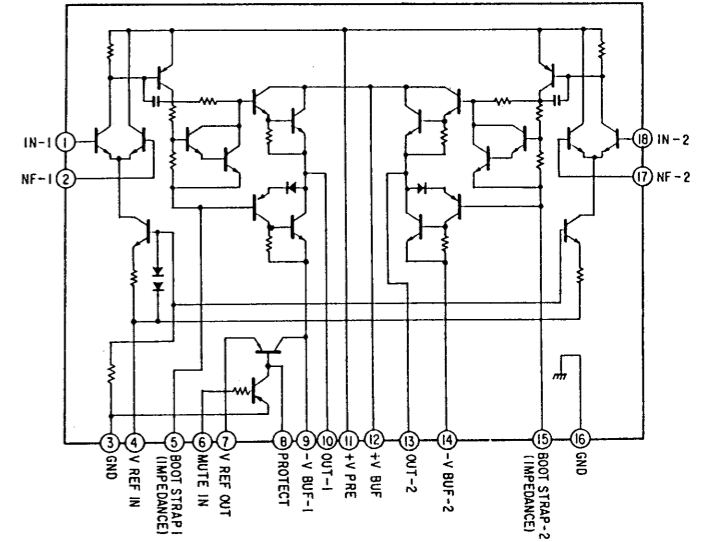 IN-1 1
NF-1 2
18 IN-2
17 NF-2
3 GND
4 V REF IN
5 BOOT STRAP1
(IMPEDANCE)
6 MUTE IN
7 V REF OUT
8 PROTECT
9 -V BUF-1
10 OUT-1
11 +V PRE
12 +V BUF
13 OUT-2
14 -V BUF-2
15 BOOT STRAP-2
(IMPEDANCE)
16 GND